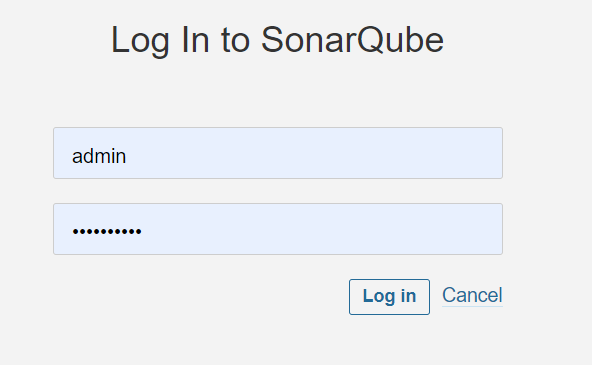 Log In to SonarQube
admin
••••••••••
Log in Cancel